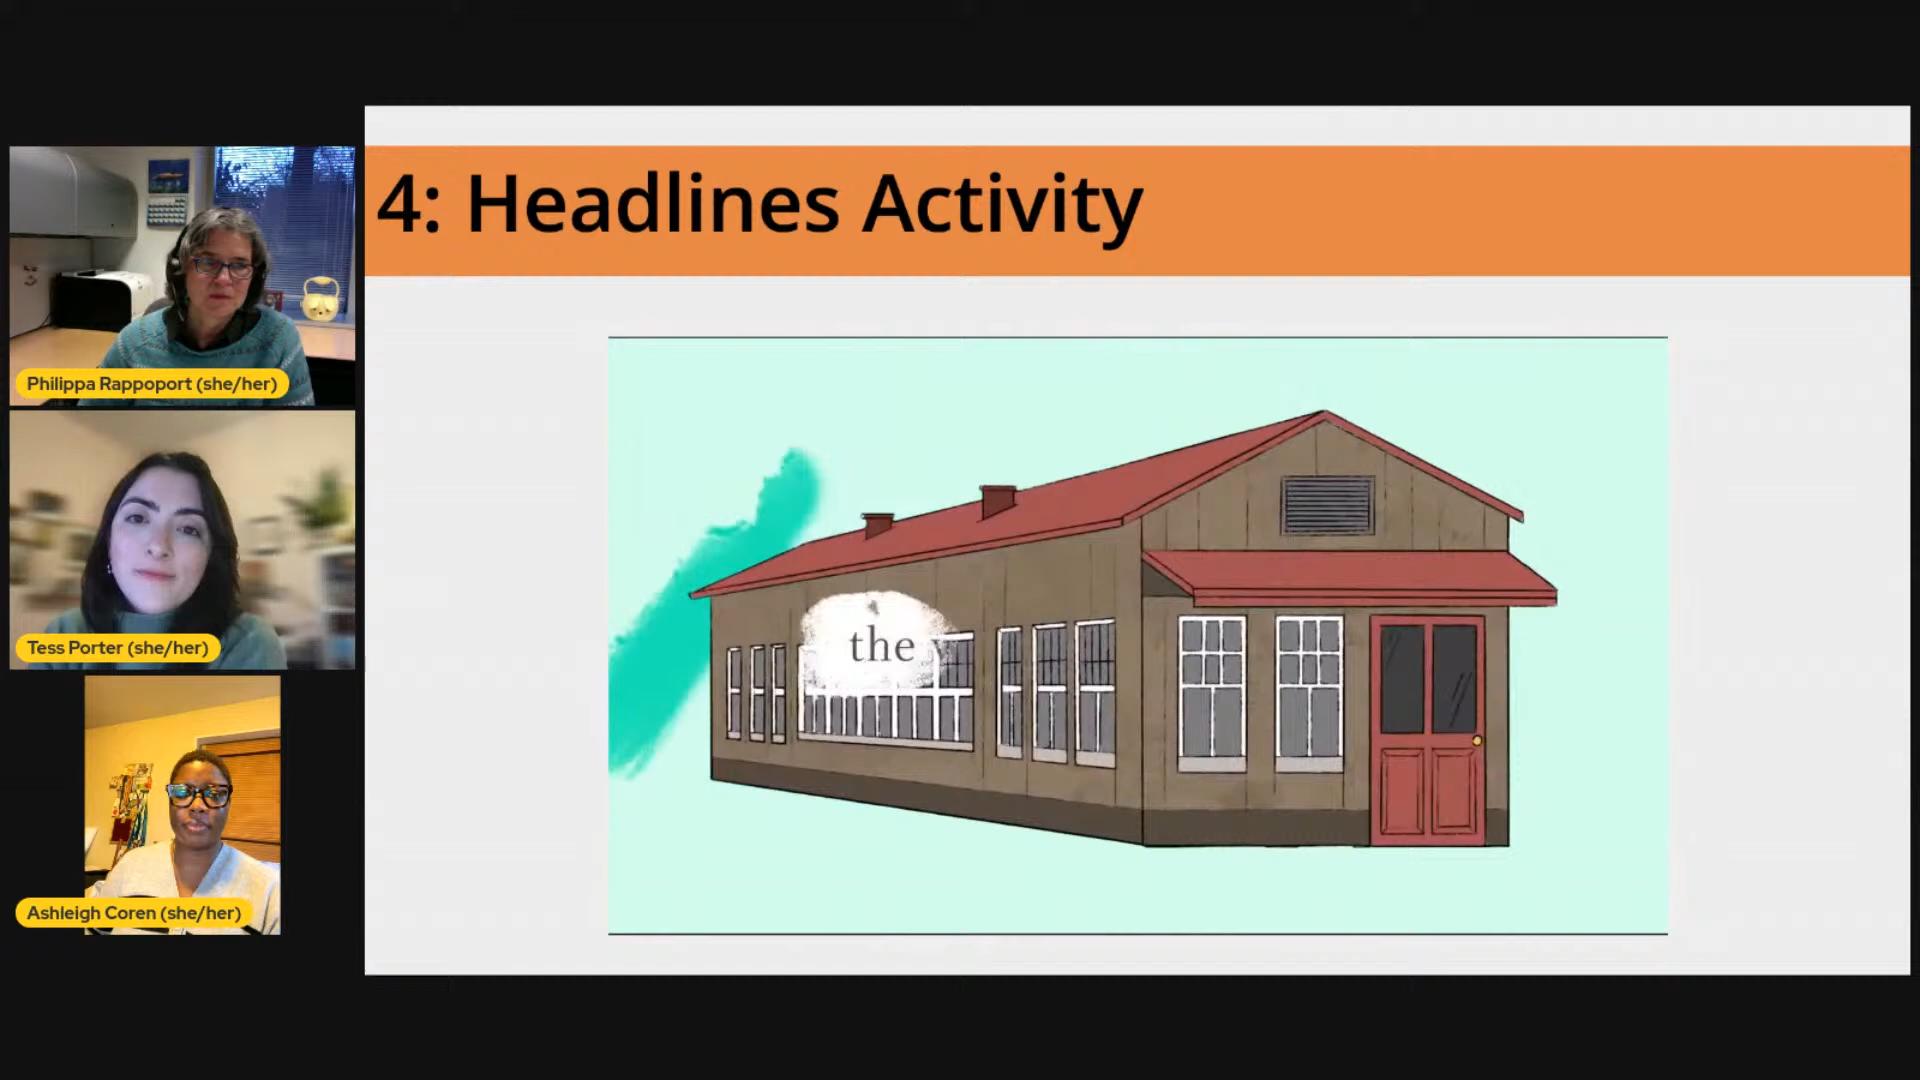 4: Headlines Activity
Philippa Rappoport (she/her)
the
Tess Porter (she/her)
Ashleigh Coren (she/her)